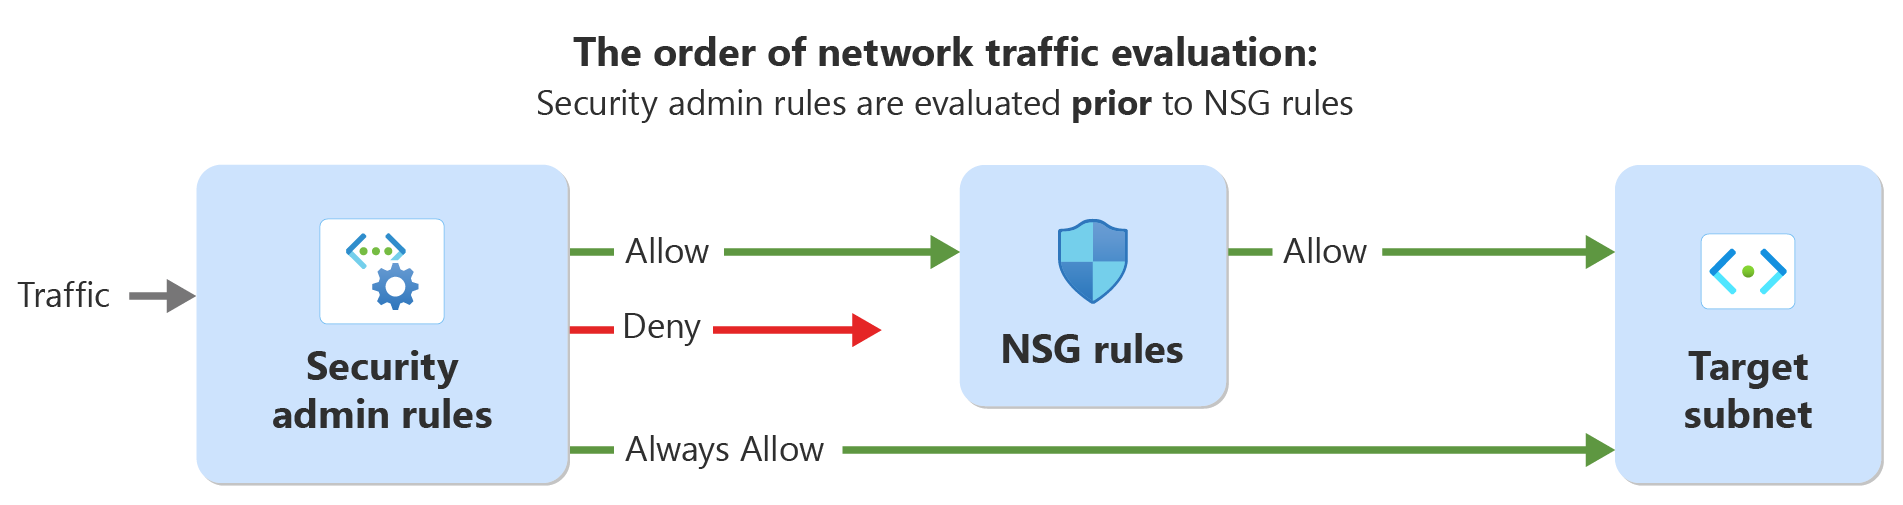 The order of network traffic evaluation:
Security admin rules are evaluated prior to NSG rules
Traffic
Security
admin rules
Allow
Deny
Always Allow
NSG rules
Allow
Target
subnet